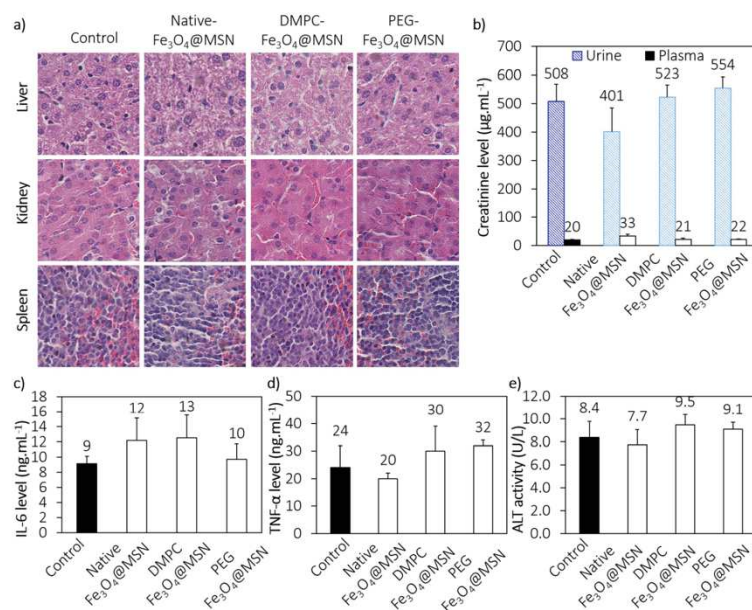 a)
Control
Native-
Fe₃O₄@MSN
DMPC-
Fe₃O₄@MSN
PEG-
Fe₃O₄@MSN
Liver
Kidney
Spleen
b)
Urine
Plasma
Creatinine level (µg.mL⁻¹)
700
600
500
400
300
200
100
0
508
20
401
33
523
21
554
22
Control
Native
Fe₃O₄@MSN
DMPC
Fe₃O₄@MSN
PEG
Fe₃O₄@MSN
c)
IL-6 level (ng.mL⁻¹)
18
16
14
12
10
8
6
4
2
0
9
12
13
10
Control
Native
Fe₃O₄@MSN
DMPC
Fe₃O₄@MSN
PEG
Fe₃O₄@MSN
d)
TNF-α level (ng.mL⁻¹)
50
40
30
20
10
0
24
20
30
32
Control
Native
Fe₃O₄@MSN
DMPC
Fe₃O₄@MSN
PEG
Fe₃O₄@MSN
e)
ALT activity (U/L)
12.0
10.0
8.0
6.0
4.0
2.0
0.0
8.4
7.7
9.5
9.1
Control
Native
Fe₃O₄@MSN
DMPC
Fe₃O₄@MSN
PEG
Fe₃O₄@MSN